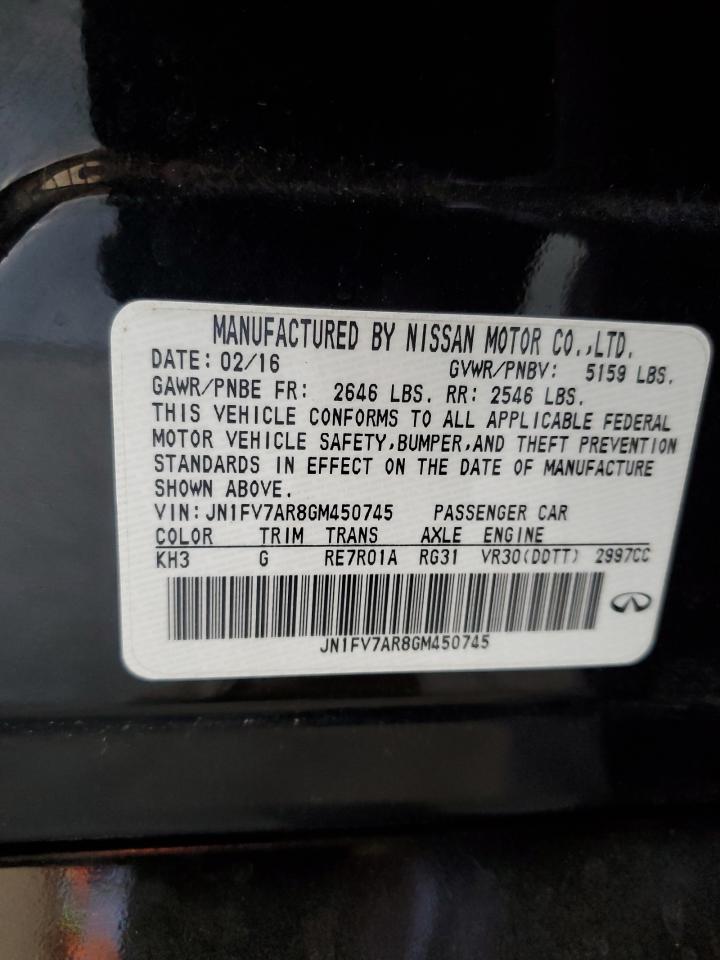 MANUFACTURED BY NISSAN MOTOR CO.,LTD.
DATE: 02/16 GVWR/PNBV: 5159 LBS.
GAWR/PNBE FR: 2646 LBS. RR: 2546 LBS.
THIS VEHICLE CONFORMS TO ALL APPLICABLE FEDERAL
MOTOR VEHICLE SAFETY,BUMPER,AND THEFT PREVENTION
STANDARDS IN EFFECT ON THE DATE OF MANUFACTURE
SHOWN ABOVE.
VIN:JN1FV7AR8GM450745 PASSENGER CAR
COLOR TRIM TRANS AXLE ENGINE
KH3 G RE7R01A RG31 VR30(DDTT) 2997CC
JN1FV7AR8GM450745